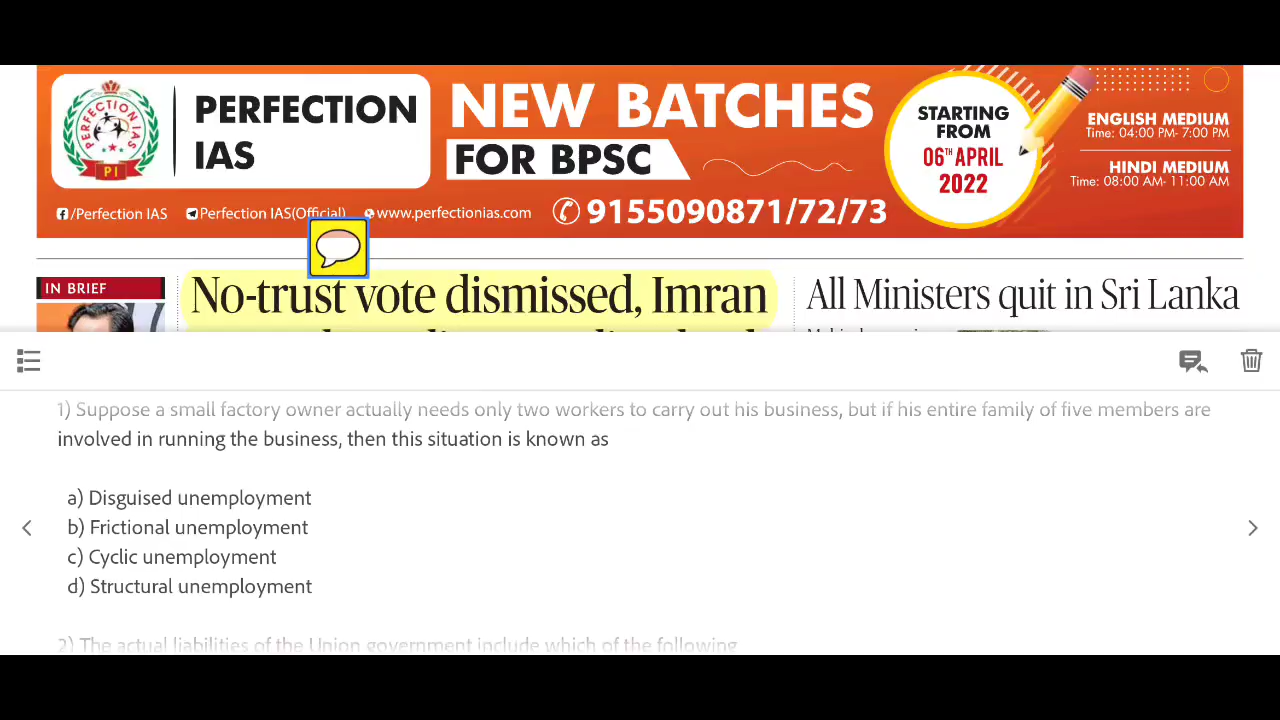 PERFECTION
IAS
PERFECTION IAS
PI
NEW BATCHES
FOR BPSC
STARTING
FROM
06TH APRIL
2022
ENGLISH MEDIUM
Time: 04:00 PM- 7:00 PM
HINDI MEDIUM
Time: 08:00 AM- 11:00 AM
/Perfection IAS
Perfection IAS(Official)
www.perfectionias.com
9155090871/72/73
IN BRIEF
No-trust vote dismissed, Imran
All Ministers quit in Sri Lanka
1) Suppose a small factory owner actually needs only two workers to carry out his business, but if his entire family of five members are
involved in running the business, then this situation is known as
a) Disguised unemployment
b) Frictional unemployment
c) Cyclic unemployment
d) Structural unemployment
2) The actual liabilities of the Union government include which of the following